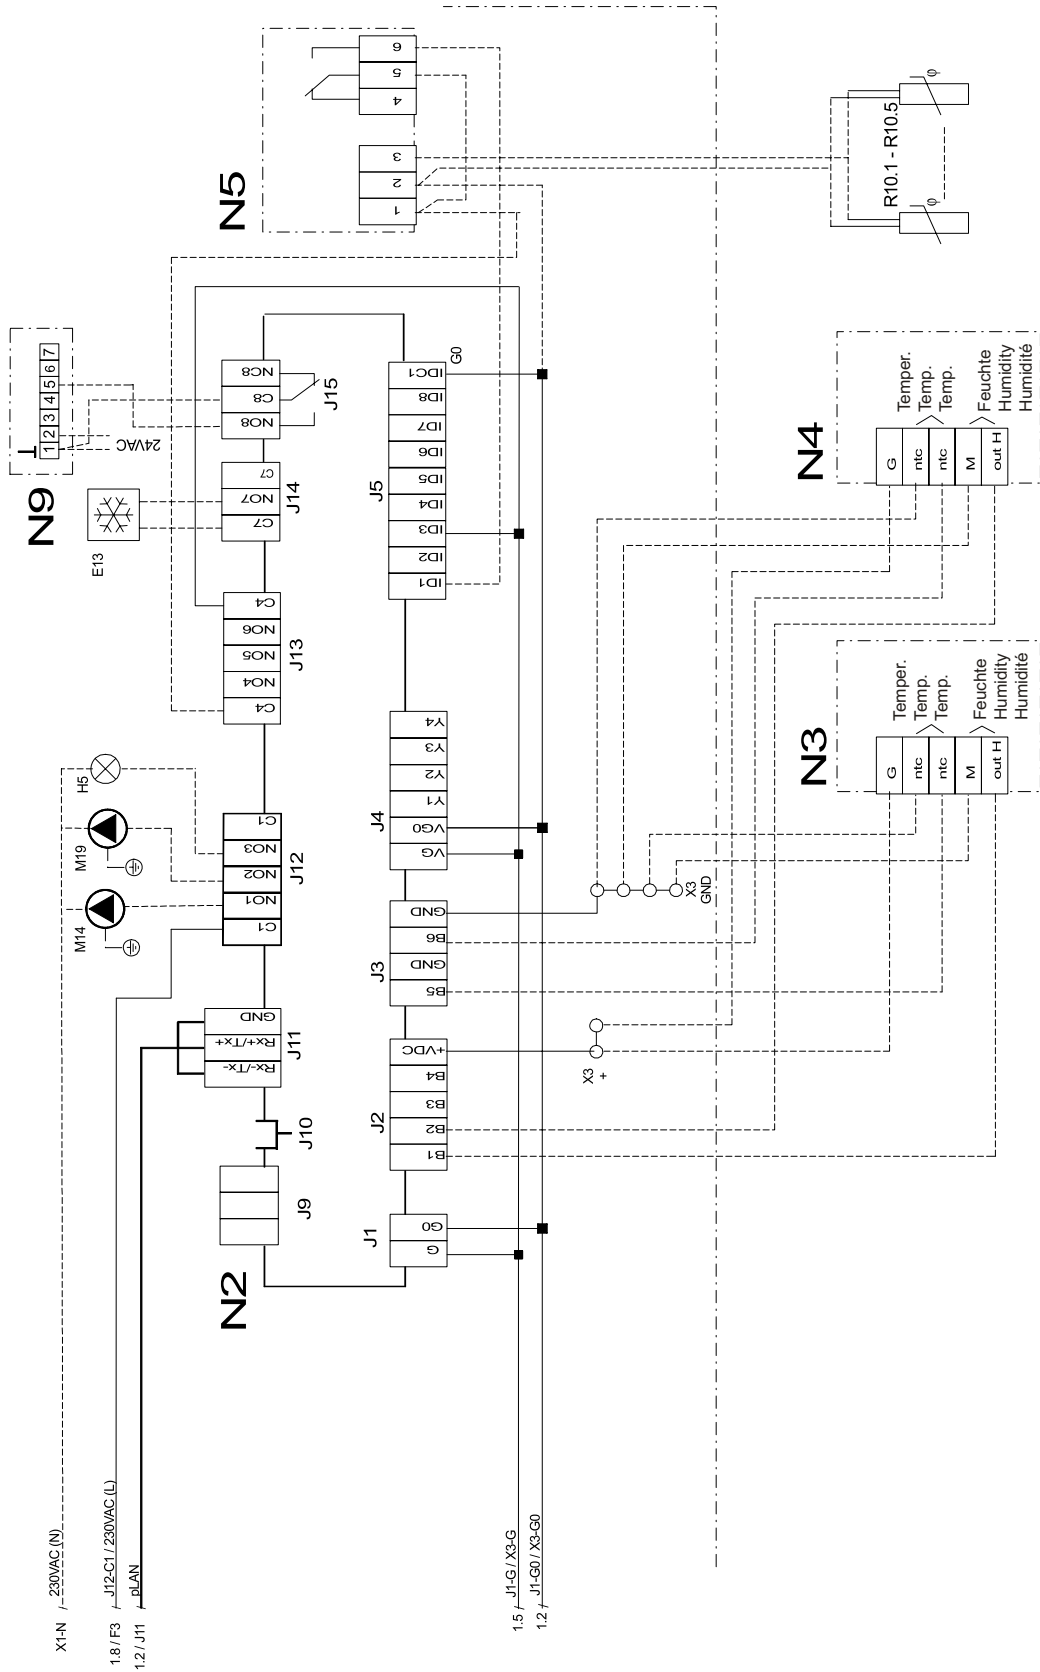 X1-N / 230VAC (N)
1.8 / F3 / J12-C1 / 230VAC (L)
1.2 / J11 / pLAN
1.5 / J1-G / X3-G
1.2 / J1-G0 / X3-G0
N2
J9
J10
J11
Rx-/Tx-
Rx+/Tx+
GND
M14
M19
H5
J12
C1
NO1
NO2
NO3
C1
J13
C4
NO4
NO5
NO6
C4
E13
J14
C7
NO7
C7
J15
NO8
C8
NC8
N9
T
1 2 3 4 5 6 7
24VAC
J1
G
G0
J2
B1
B2
B3
B4
+VDC
J3
B5
GND
B6
GND
J4
VG
VG0
Y1
Y2
Y3
Y4
J5
ID1
ID2
ID3
ID4
ID5
ID6
ID7
ID8
IDC1
G0
N5
1
2
3
4
5
6
X3
+
X3
GND
N3
G
ntc
ntc
M
out H
Temper.
Temp.
Temp.
Feuchte
Humidity
Humidité
N4
G
ntc
ntc
M
out H
Temper.
Temp.
Temp.
Feuchte
Humidity
Humidité
R10.1 - R10.5
φ
φ